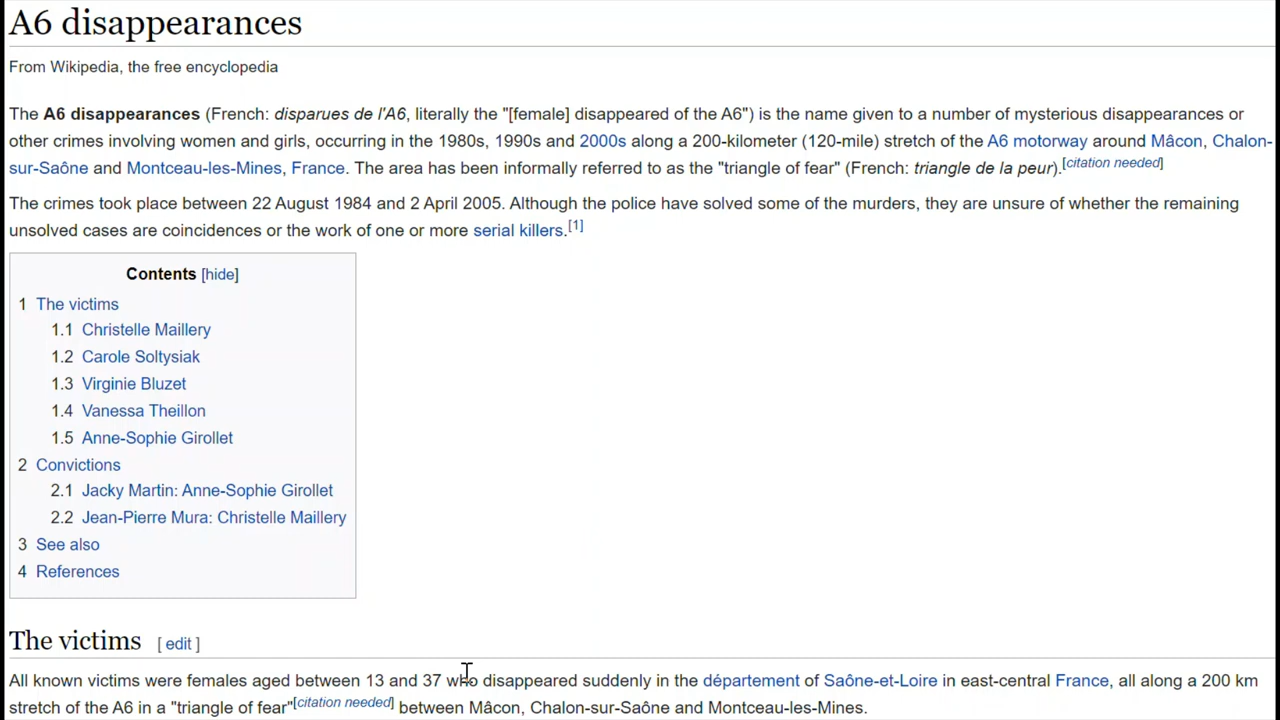 A6 disappearances
From Wikipedia, the free encyclopedia
The A6 disappearances (French: disparues de l'A6, literally the "[female] disappeared of the A6") is the name given to a number of mysterious disappearances or
other crimes involving women and girls, occurring in the 1980s, 1990s and 2000s along a 200-kilometer (120-mile) stretch of the A6 motorway around Mâcon, Chalon-
sur-Saône and Montceau-les-Mines, France. The area has been informally referred to as the "triangle of fear" (French: triangle de la peur).[citation needed]
The crimes took place between 22 August 1984 and 2 April 2005. Although the police have solved some of the murders, they are unsure of whether the remaining
unsolved cases are coincidences or the work of one or more serial killers.[1]
Contents [hide]
1 The victims
1.1 Christelle Maillery
1.2 Carole Soltysiak
1.3 Virginie Bluzet
1.4 Vanessa Theillon
1.5 Anne-Sophie Girollet
2 Convictions
2.1 Jacky Martin: Anne-Sophie Girollet
2.2 Jean-Pierre Mura: Christelle Maillery
3 See also
4 References
The victims [ edit ]
All known victims were females aged between 13 and 37 who disappeared suddenly in the département of Saône-et-Loire in east-central France, all along a 200 km
stretch of the A6 in a "triangle of fear"[citation needed] between Mâcon, Chalon-sur-Saône and Montceau-les-Mines.